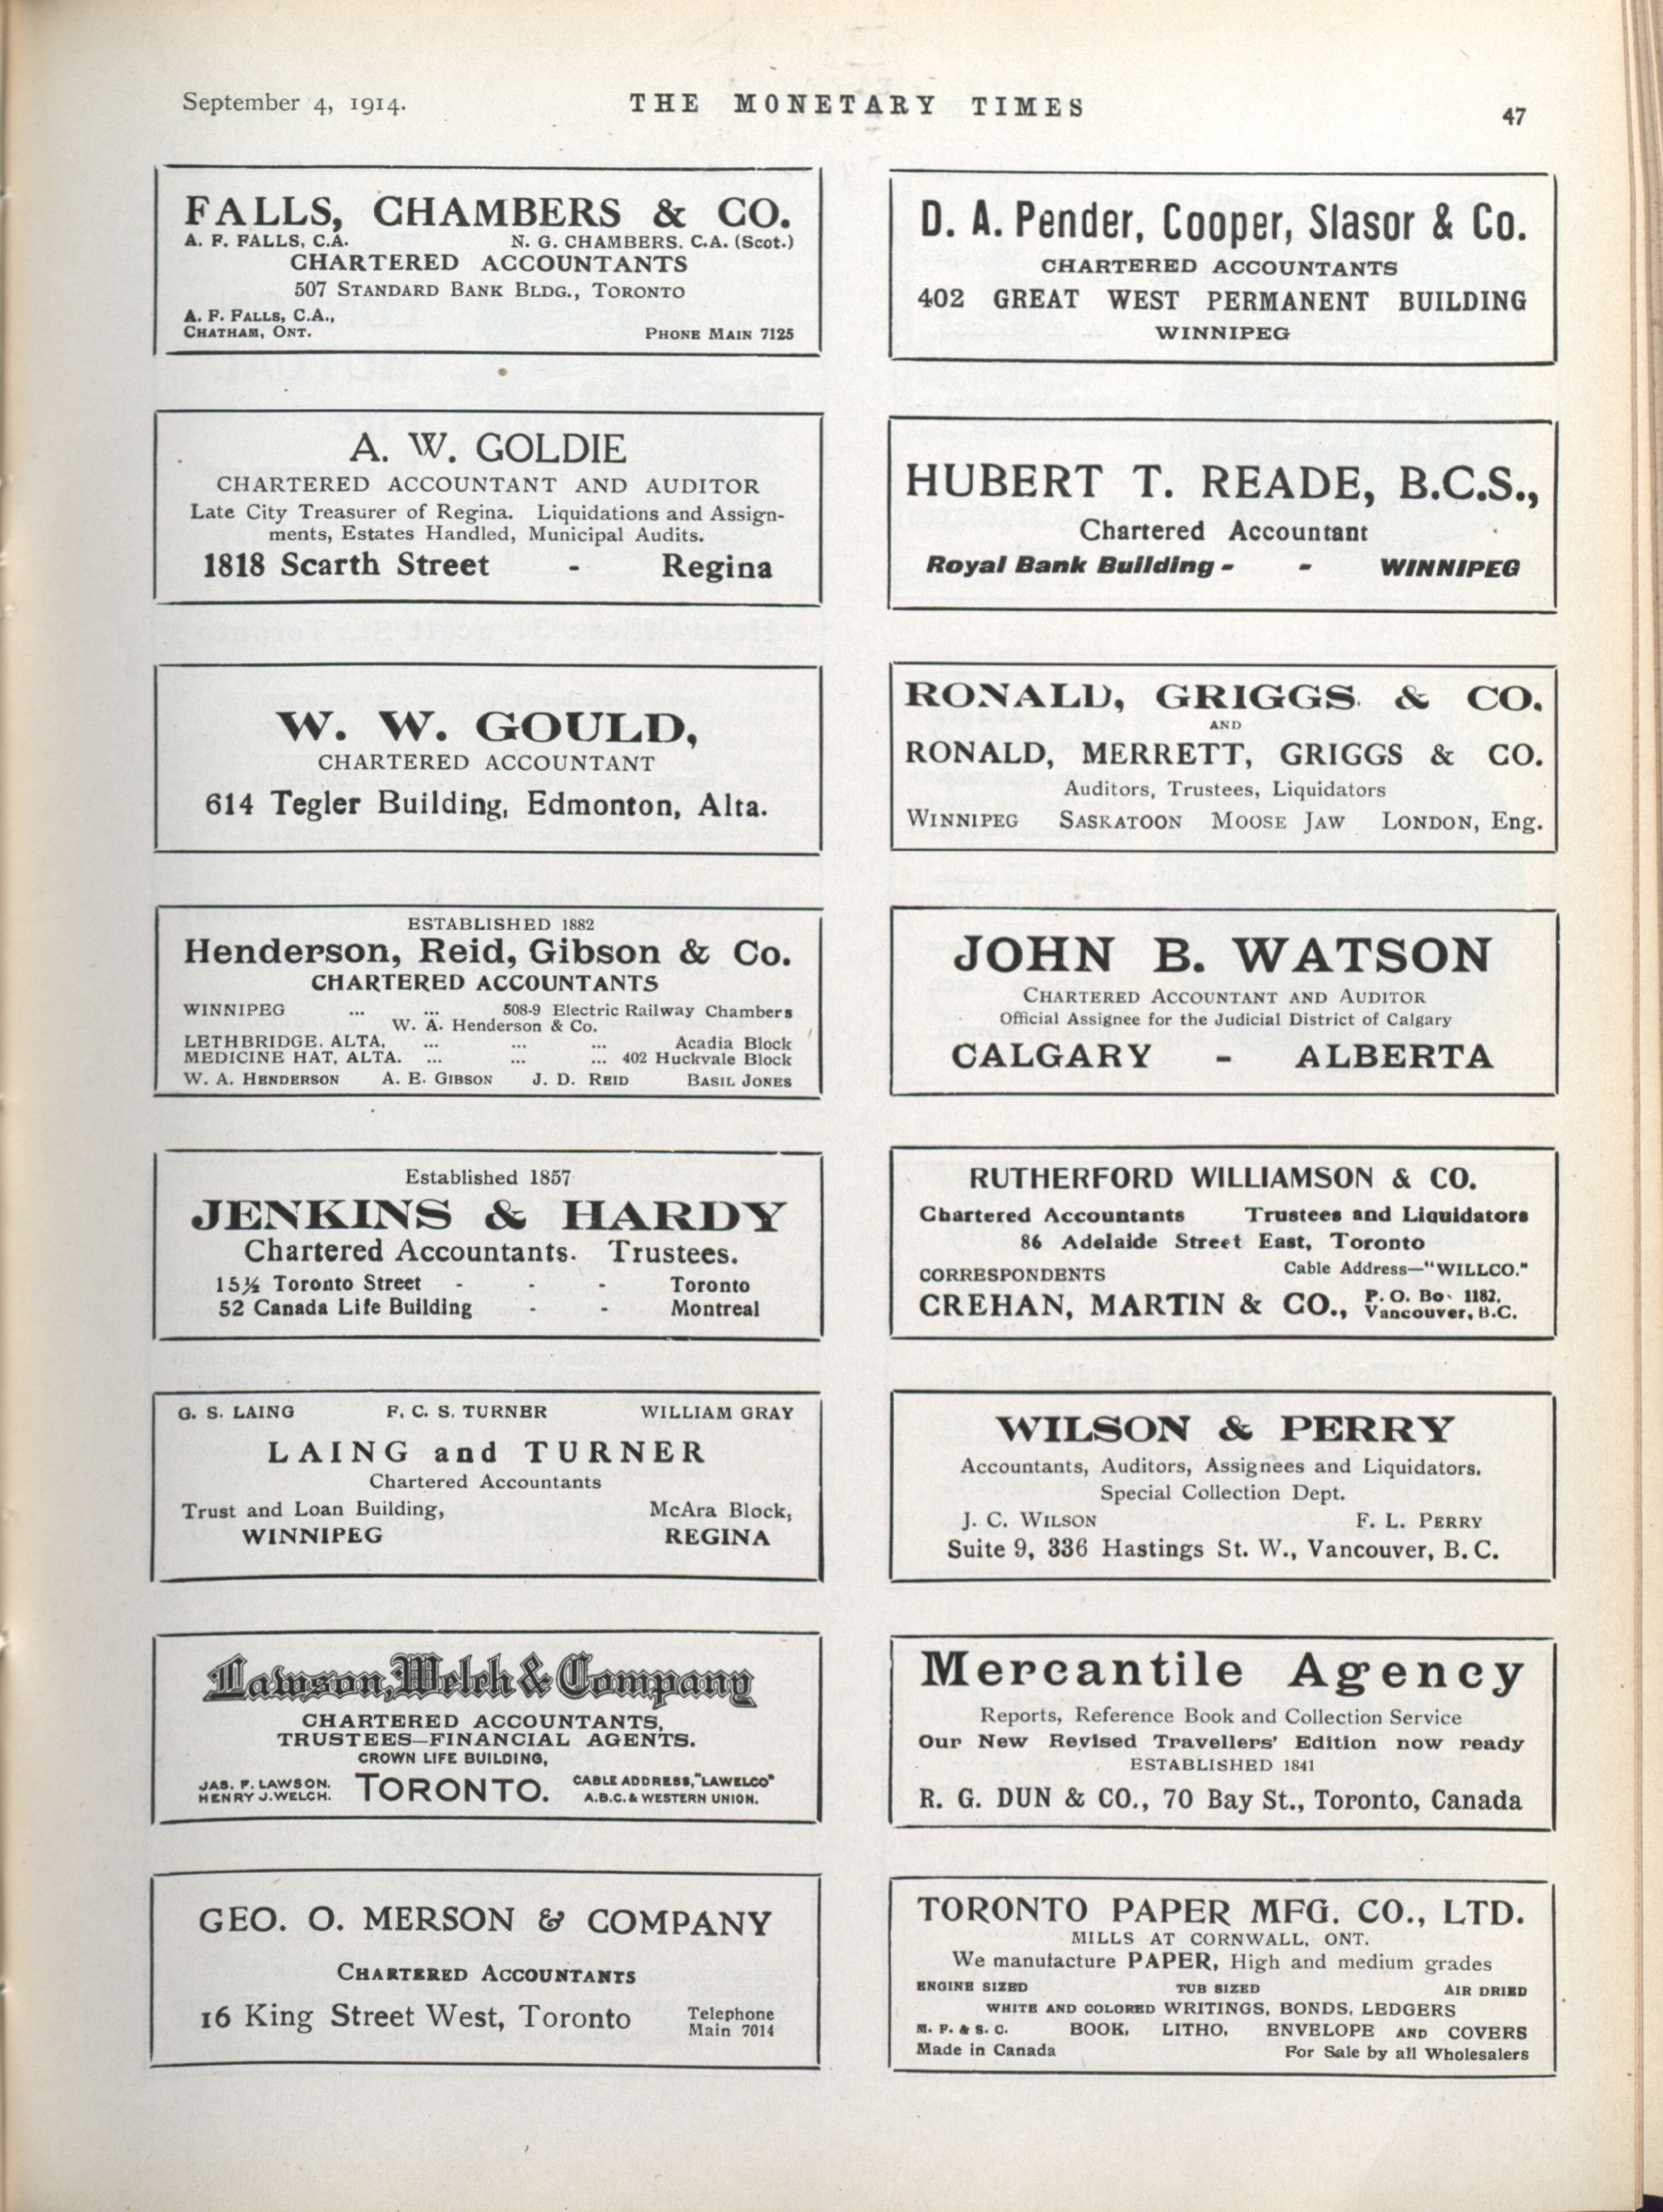 September 4, 1914.
THE MONETARY TIMES
47
FALLS, CHAMBERS & CO.
A. F. FALLS, C.A. N. G. CHAMBERS. C.A. (Scot.)
CHARTERED ACCOUNTANTS
507 STANDARD BANK BLDG., TORONTO
A. F. FALLS, C.A.,
CHATHAM, ONT. PHONE MAIN 7125
A. W. GOLDIE
CHARTERED ACCOUNTANT AND AUDITOR
Late City Treasurer of Regina. Liquidations and Assign-
ments, Estates Handled, Municipal Audits.
1818 Scarth Street - Regina
W. W. GOULD,
CHARTERED ACCOUNTANT
614 Tegler Building, Edmonton, Alta.
ESTABLISHED 1882
Henderson, Reid, Gibson & Co.
CHARTERED ACCOUNTANTS
WINNIPEG ... ... 508-9 Electric Railway Chambers
W. A. Henderson & Co.
LETHBRIDGE, ALTA. ... ... ... Acadia Block
MEDICINE HAT, ALTA. ... ... ... 402 Huckvale Block
W. A. HENDERSON A. E. GIBSON J. D. REID BASIL JONES
Established 1857
JENKINS & HARDY
Chartered Accountants. Trustees.
15½ Toronto Street - - - Toronto
52 Canada Life Building - - Montreal
G. S. LAING F. C. S. TURNER WILLIAM GRAY
LAING and TURNER
Chartered Accountants
Trust and Loan Building, McAra Block,
WINNIPEG REGINA
Lawson, Welch & Company
CHARTERED ACCOUNTANTS,
TRUSTEES—FINANCIAL AGENTS.
CROWN LIFE BUILDING,
JAS. F. LAWSON.
HENRY J. WELCH.
TORONTO.
CABLE ADDRESS, "LAWELCO"
A.B.C. & WESTERN UNION.
GEO. O. MERSON & COMPANY
CHARTERED ACCOUNTANTS
16 King Street West, Toronto
Telephone
Main 7014
D. A. Pender, Cooper, Slasor & Co.
CHARTERED ACCOUNTANTS
402 GREAT WEST PERMANENT BUILDING
WINNIPEG
HUBERT T. READE, B.C.S.,
Chartered Accountant
Royal Bank Building - - WINNIPEG
RONALD, GRIGGS & CO.
AND
RONALD, MERRETT, GRIGGS & CO.
Auditors, Trustees, Liquidators
WINNIPEG SASKATOON MOOSE JAW LONDON, Eng.
JOHN B. WATSON
CHARTERED ACCOUNTANT AND AUDITOR
Official Assignee for the Judicial District of Calgary
CALGARY - ALBERTA
RUTHERFORD WILLIAMSON & CO.
Chartered Accountants Trustees and Liquidators
86 Adelaide Street East, Toronto
CORRESPONDENTS Cable Address—"WILLCO."
CREHAN, MARTIN & CO.,
P. O. Bo 1182,
Vancouver, B.C.
WILSON & PERRY
Accountants, Auditors, Assignees and Liquidators.
Special Collection Dept.
J. C. WILSON F. L. PERRY
Suite 9, 336 Hastings St. W., Vancouver, B.C.
Mercantile Agency
Reports, Reference Book and Collection Service
Our New Revised Travellers' Edition now ready
ESTABLISHED 1841
R. G. DUN & CO., 70 Bay St., Toronto, Canada
TORONTO PAPER MFG. CO., LTD.
MILLS AT CORNWALL, ONT.
We manufacture PAPER, High and medium grades
ENGINE SIZED TUB SIZED AIR DRIED
WHITE AND COLORED WRITINGS, BONDS, LEDGERS
M. F. & S. C. BOOK, LITHO, ENVELOPE AND COVERS
Made in Canada For Sale by all Wholesalers